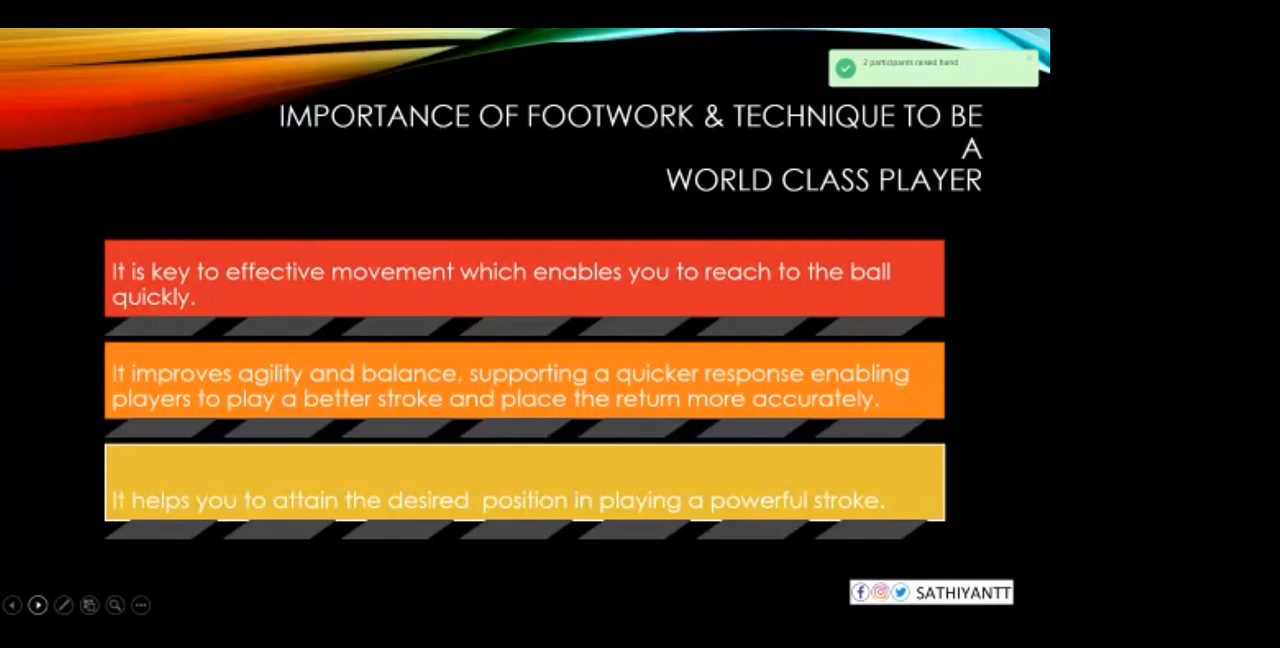 2 participants raised hand
IMPORTANCE OF FOOTWORK & TECHNIQUE TO BE
A
WORLD CLASS PLAYER
It is key to effective movement which enables you to reach to the ball
quickly.
It improves agility and balance, supporting a quicker response enabling
players to play a better stroke and place the return more accurately.
It helps you to attain the desired  position in playing a powerful stroke.
SATHIYANTT